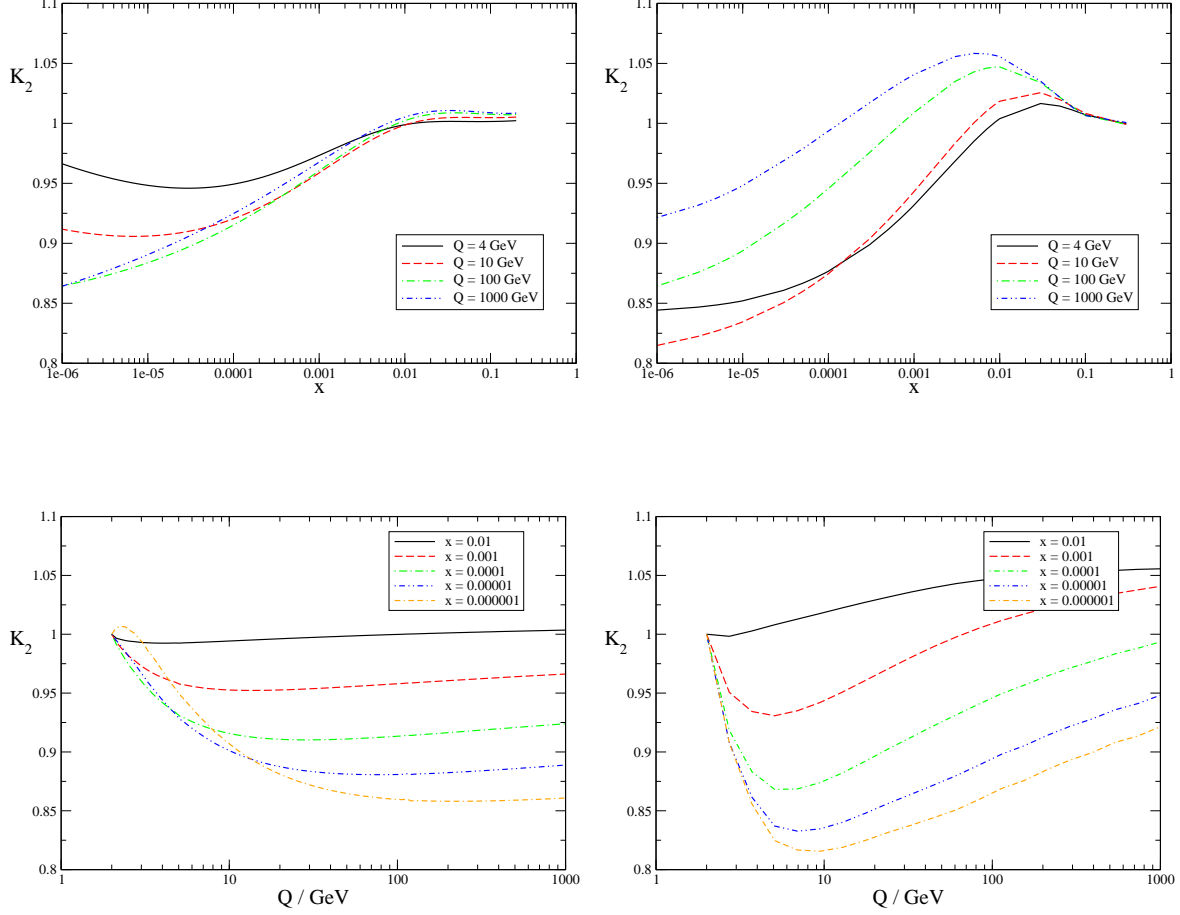 1.1
1.05
K2
1
0.95
0.9
0.85
0.8
1e-06 1e-05 0.0001 0.001 0.01 0.1 1
x
Q = 4 GeV
Q = 10 GeV
Q = 100 GeV
Q = 1000 GeV
1.1
1.05
K2
1
0.95
0.9
0.85
0.8
1e-06 1e-05 0.0001 0.001 0.01 0.1 1
x
Q = 4 GeV
Q = 10 GeV
Q = 100 GeV
Q = 1000 GeV
1.1
1.05
K2
1
0.95
0.9
0.85
0.8
1 10 100 1000
Q / GeV
x = 0.01
x = 0.001
x = 0.0001
x = 0.00001
x = 0.000001
1.1
1.05
K2
1
0.95
0.9
0.85
0.8
1 10 100 1000
Q / GeV
x = 0.01
x = 0.001
x = 0.0001
x = 0.00001
x = 0.000001